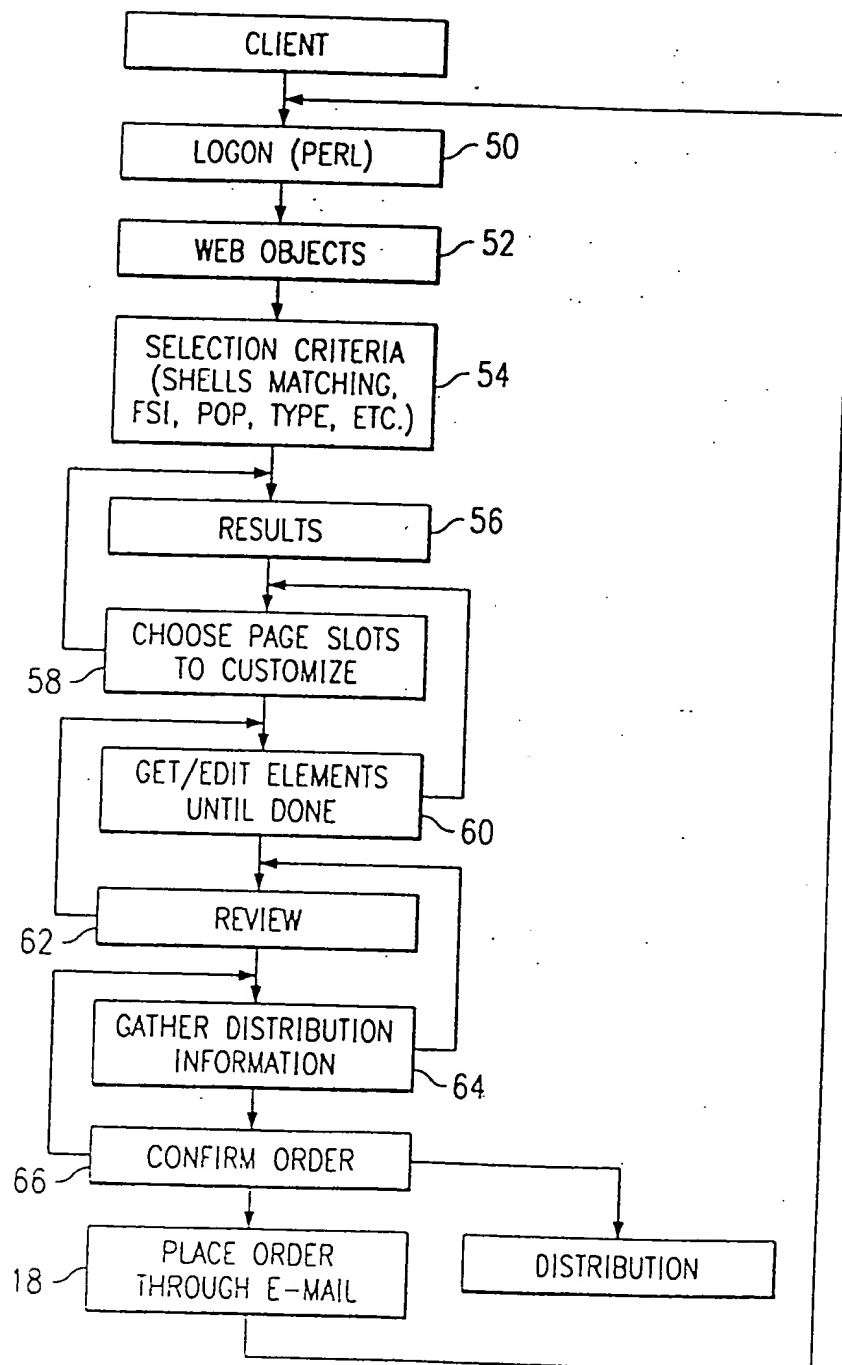 CLIENT
LOGON (PERL)
50
WEB OBJECTS
52
SELECTION CRITERIA
(SHELLS MATCHING,
FSI, POP, TYPE, ETC.)
54
RESULTS
56
CHOOSE PAGE SLOTS
TO CUSTOMIZE
58
GET/EDIT ELEMENTS
UNTIL DONE
60
REVIEW
62
GATHER DISTRIBUTION
INFORMATION
64
CONFIRM ORDER
66
PLACE ORDER
THROUGH E-MAIL
18
DISTRIBUTION